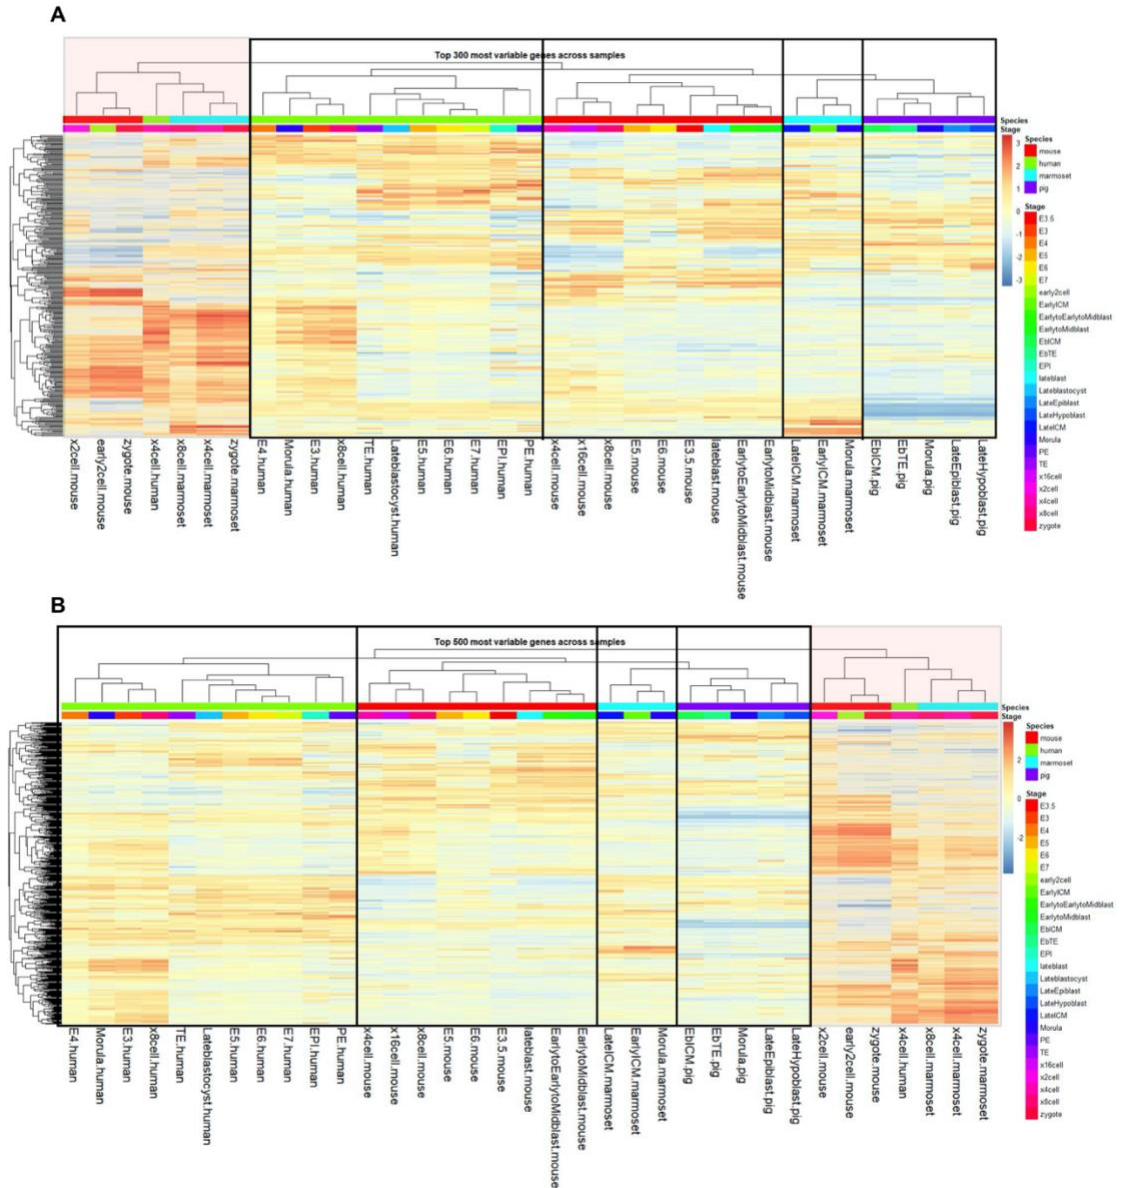 A
Top 300 most variable genes across samples
Species
Stage
3
2
1
0
-1
-2
-3
Species
mouse
human
marmoset
pig
Stage
E3.5
E3
E4
E5
E6
E7
early2cell
EarlyICM
EarlytoEarlytoMidblast
EarlytoMidblast
EbICM
EbTE
EPI
lateblast
Lateblastocyst
LateEpiblast
LateHypoblast
LateICM
Morula
PE
TE
x16cell
x2cell
x4cell
x8cell
zygote
x2cell.mouse
early2cell.mouse
zygote.mouse
x4cell.human
x8cell.marmoset
x4cell.marmoset
zygote.marmoset
E4.human
Morula.human
E3.human
x8cell.human
TE.human
Lateblastocyst.human
E5.human
E6.human
E7.human
EPI.human
PE.human
x4cell.mouse
x16cell.mouse
x8cell.mouse
E5.mouse
E6.mouse
E3.5.mouse
lateblast.mouse
EarlytoEarlytoMidblast.mouse
EarlytoMidblast.mouse
LateICM.marmoset
EarlyICM.marmoset
Morula.marmoset
EbICM.pig
EbTE.pig
Morula.pig
LateEpiblast.pig
LateHypoblast.pig
B
Top 500 most variable genes across samples
Species
Stage
2
0
-2
Species
mouse
human
marmoset
pig
Stage
E3.5
E3
E4
E5
E6
E7
early2cell
EarlyICM
EarlytoEarlytoMidblast
EarlytoMidblast
EbICM
EbTE
EPI
lateblast
Lateblastocyst
LateEpiblast
LateHypoblast
LateICM
Morula
PE
TE
x16cell
x2cell
x4cell
x8cell
zygote
E4.human
Morula.human
E3.human
x8cell.human
TE.human
Lateblastocyst.human
E5.human
E6.human
E7.human
EPI.human
PE.human
x4cell.mouse
x16cell.mouse
x8cell.mouse
E5.mouse
E6.mouse
E3.5.mouse
lateblast.mouse
EarlytoEarlytoMidblast.mouse
EarlytoMidblast.mouse
LateICM.marmoset
EarlyICM.marmoset
Morula.marmoset
EbICM.pig
EbTE.pig
Morula.pig
LateEpiblast.pig
LateHypoblast.pig
x2cell.mouse
early2cell.mouse
zygote.mouse
x4cell.human
x8cell.marmoset
x4cell.marmoset
zygote.marmoset